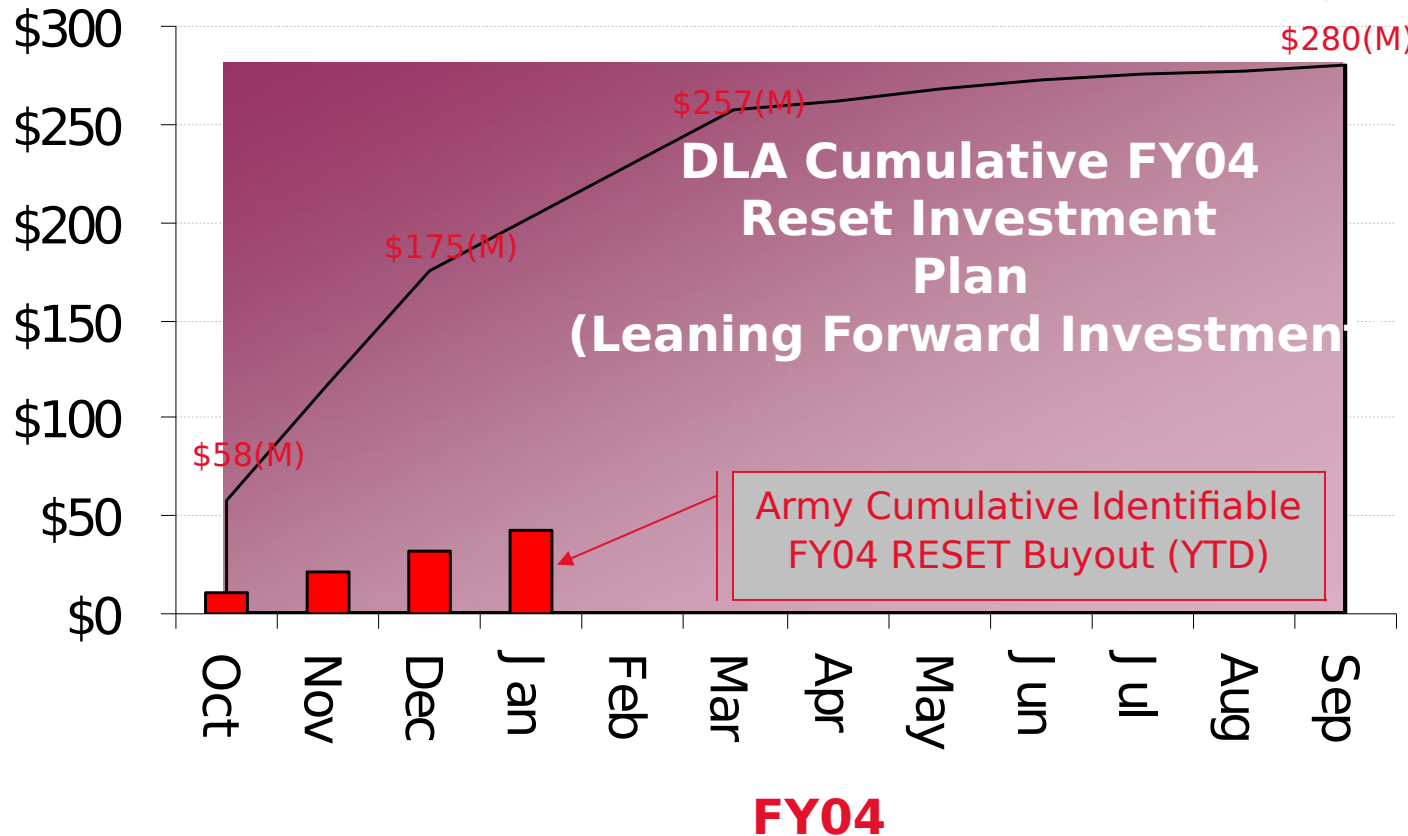 $300
$280(M)
$257(M)
$250
DLA Cumulative FY04
Reset Investment
Plan
(Leaning Forward Investment
$200
$175(M)
$150
$100
$58(M)
$50
Army Cumulative Identifiable
FY04 RESET Buyout (YTD)
$0
Oct
Nov
Dec
Jan
Feb
Mar
Apr
May
Jun
Jul
Aug
Sep
FY04